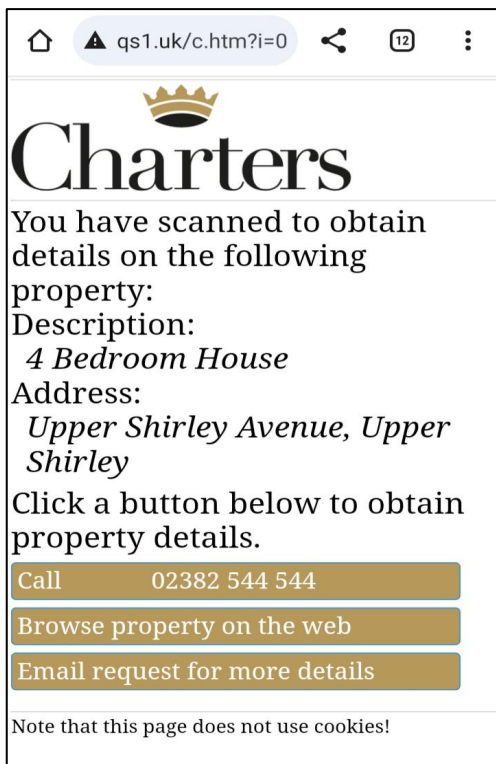 qs1.uk/c.htm?i=0
12
Charters
You have scanned to obtain
details on the following
property:
Description:
4 Bedroom House
Address:
Upper Shirley Avenue, Upper
Shirley
Click a button below to obtain
property details.
Call 02382 544 544
Browse property on the web
Email request for more details
Note that this page does not use cookies!